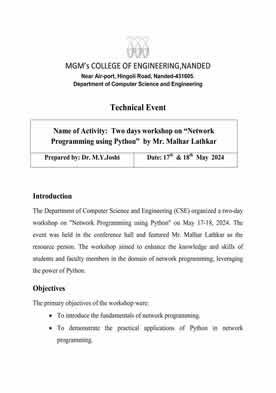 MGM's COLLEGE OF ENGINEERING,NANDED
Near Air-port, Hingoli Road, Nanded-431605.
Department of Computer Science and Engineering
Technical Event
Name of Activity: Two days workshop on “Network
Programming using Python” by Mr. Malhar Lathkar
Prepared by: Dr. M.Y.Joshi
Date: 17th & 18th May 2024
Introduction
The Department of Computer Science and Engineering (CSE) organized a two-day
workshop on "Network Programming using Python" on May 17-18, 2024. The
event was held in the conference hall and featured Mr. Malhar Lathkar as the
resource person. The workshop aimed to enhance the knowledge and skills of
students and faculty members in the domain of network programming, leveraging
the power of Python.
Objectives
The primary objectives of the workshop were:
• To introduce the fundamentals of network programming.
• To demonstrate the practical applications of Python in network
programming.